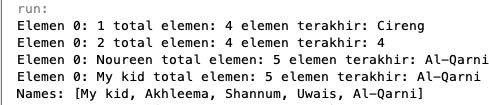 run:
Elemen 0: 1 total elemen: 4 elemen terakhir: Cireng
Elemen 0: 2 total elemen: 4 elemen terakhir: 4
Elemen 0: Noureen total elemen: 5 elemen terakhir: Al-Qarni
Elemen 0: My kid total elemen: 5 elemen terakhir: Al-Qarni
Names: [My kid, Akhleema, Shannum, Uwais, Al-Qarni]